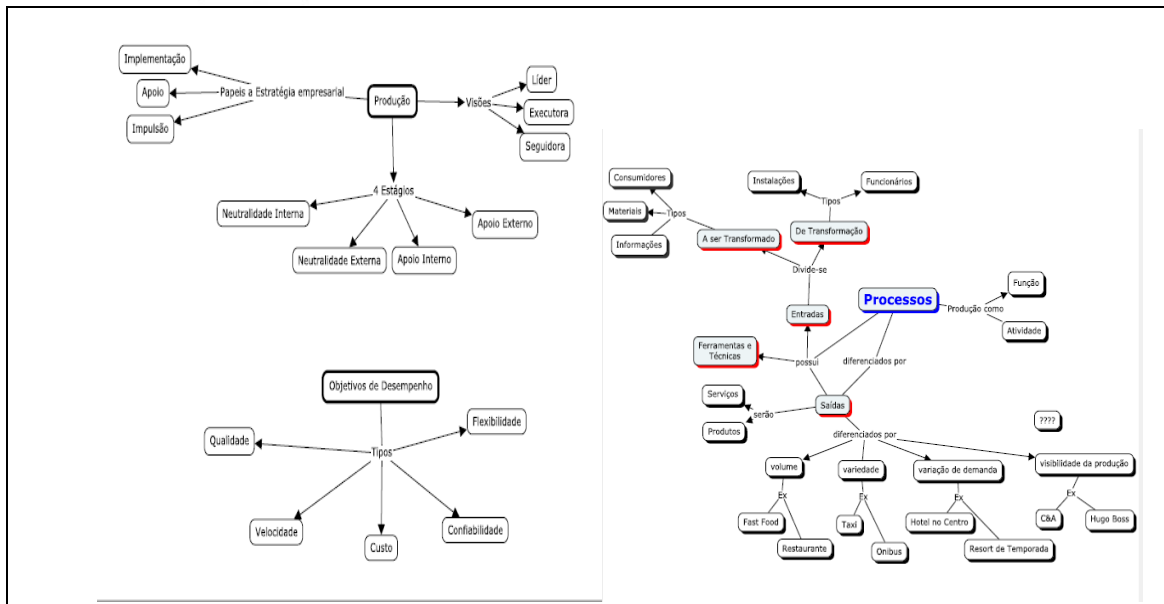 Implementação
Apoio
Impulsão
Papeis a Estratégia empresarial
Produção
Visões
Líder
Executora
Seguidora
4 Estágios
Neutralidade Interna
Neutralidade Externa
Apoio Interno
Apoio Externo
Objetivos de Desempenho
Tipos
Qualidade
Velocidade
Custo
Confiabilidade
Flexibilidade
Consumidores
Materiais
Informações
Tipos
A ser Transformado
Instalações
Funcionários
Tipos
De Transformação
Divide-se
Entradas
Processos
Produção como
Função
Atividade
Ferramentas e
Técnicas
possui
diferenciados por
Serviços
Produtos
serão
Saídas
????
diferenciados por
volume
variedade
variação de demanda
visibilidade da produção
Ex
Ex
Ex
Ex
Fast Food
Restaurante
Taxi
Onibus
Hotel no Centro
Resort de Temporada
C&A
Hugo Boss